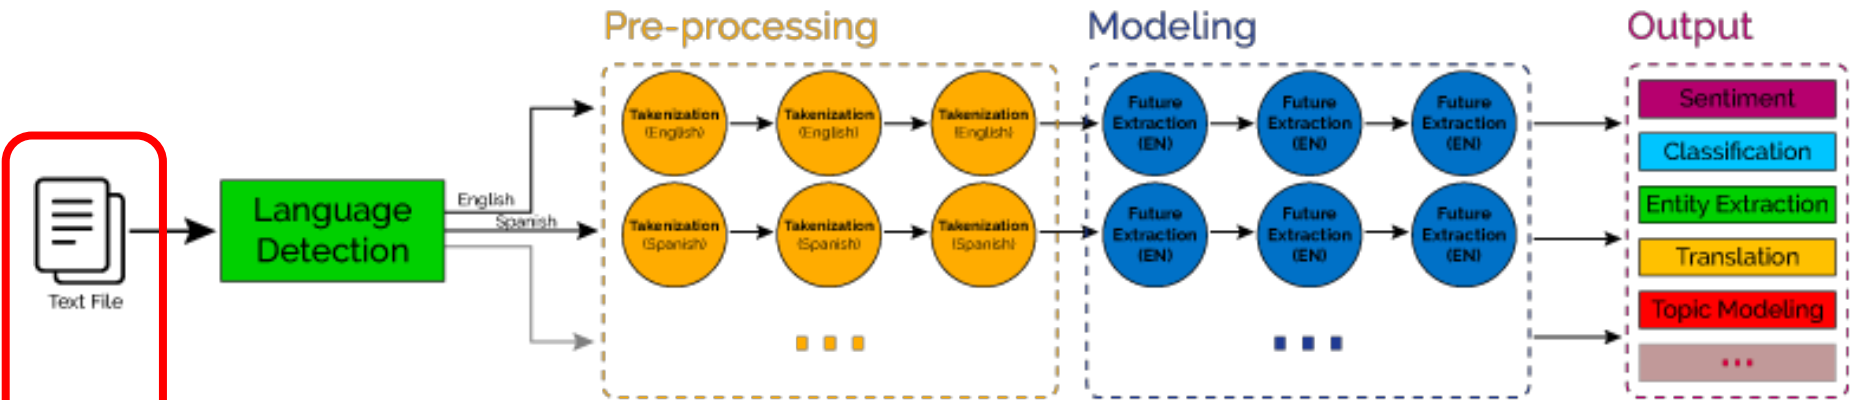 Pre-processing
Modeling
Output
Text File
Language
Detection
English
Spanish
Takenization
(English)
Takenization
(English)
Takenization
(English)
Takenization
(Spanish)
Takenization
(Spanish)
Takenization
(Spanish)
Future
Extraction
(EN)
Future
Extraction
(EN)
Future
Extraction
(EN)
Future
Extraction
(EN)
Future
Extraction
(EN)
Future
Extraction
(EN)
Sentiment
Classification
Entity Extraction
Translation
Topic Modeling
...